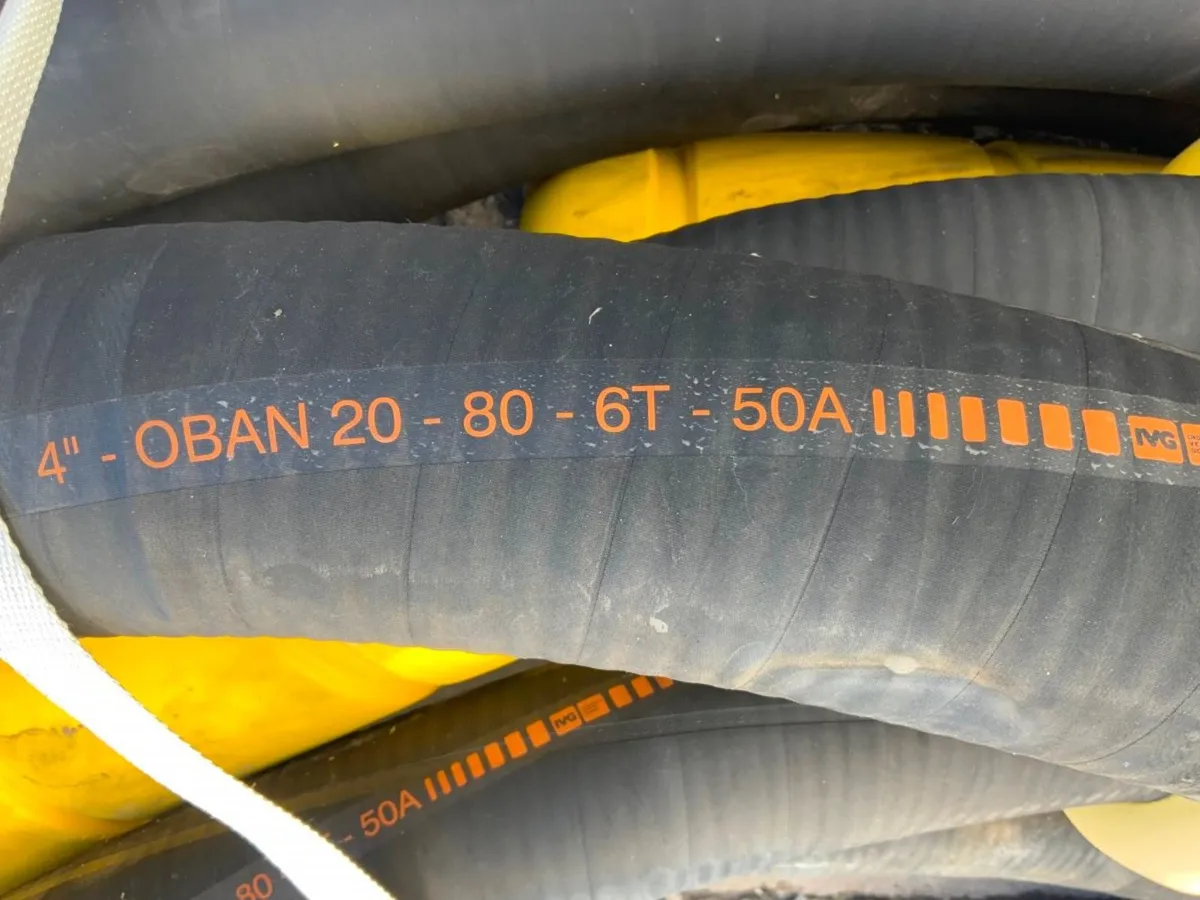 4" - OBAN 20 - 80 - 6T - 50A IVG
IVG
- 50A
80